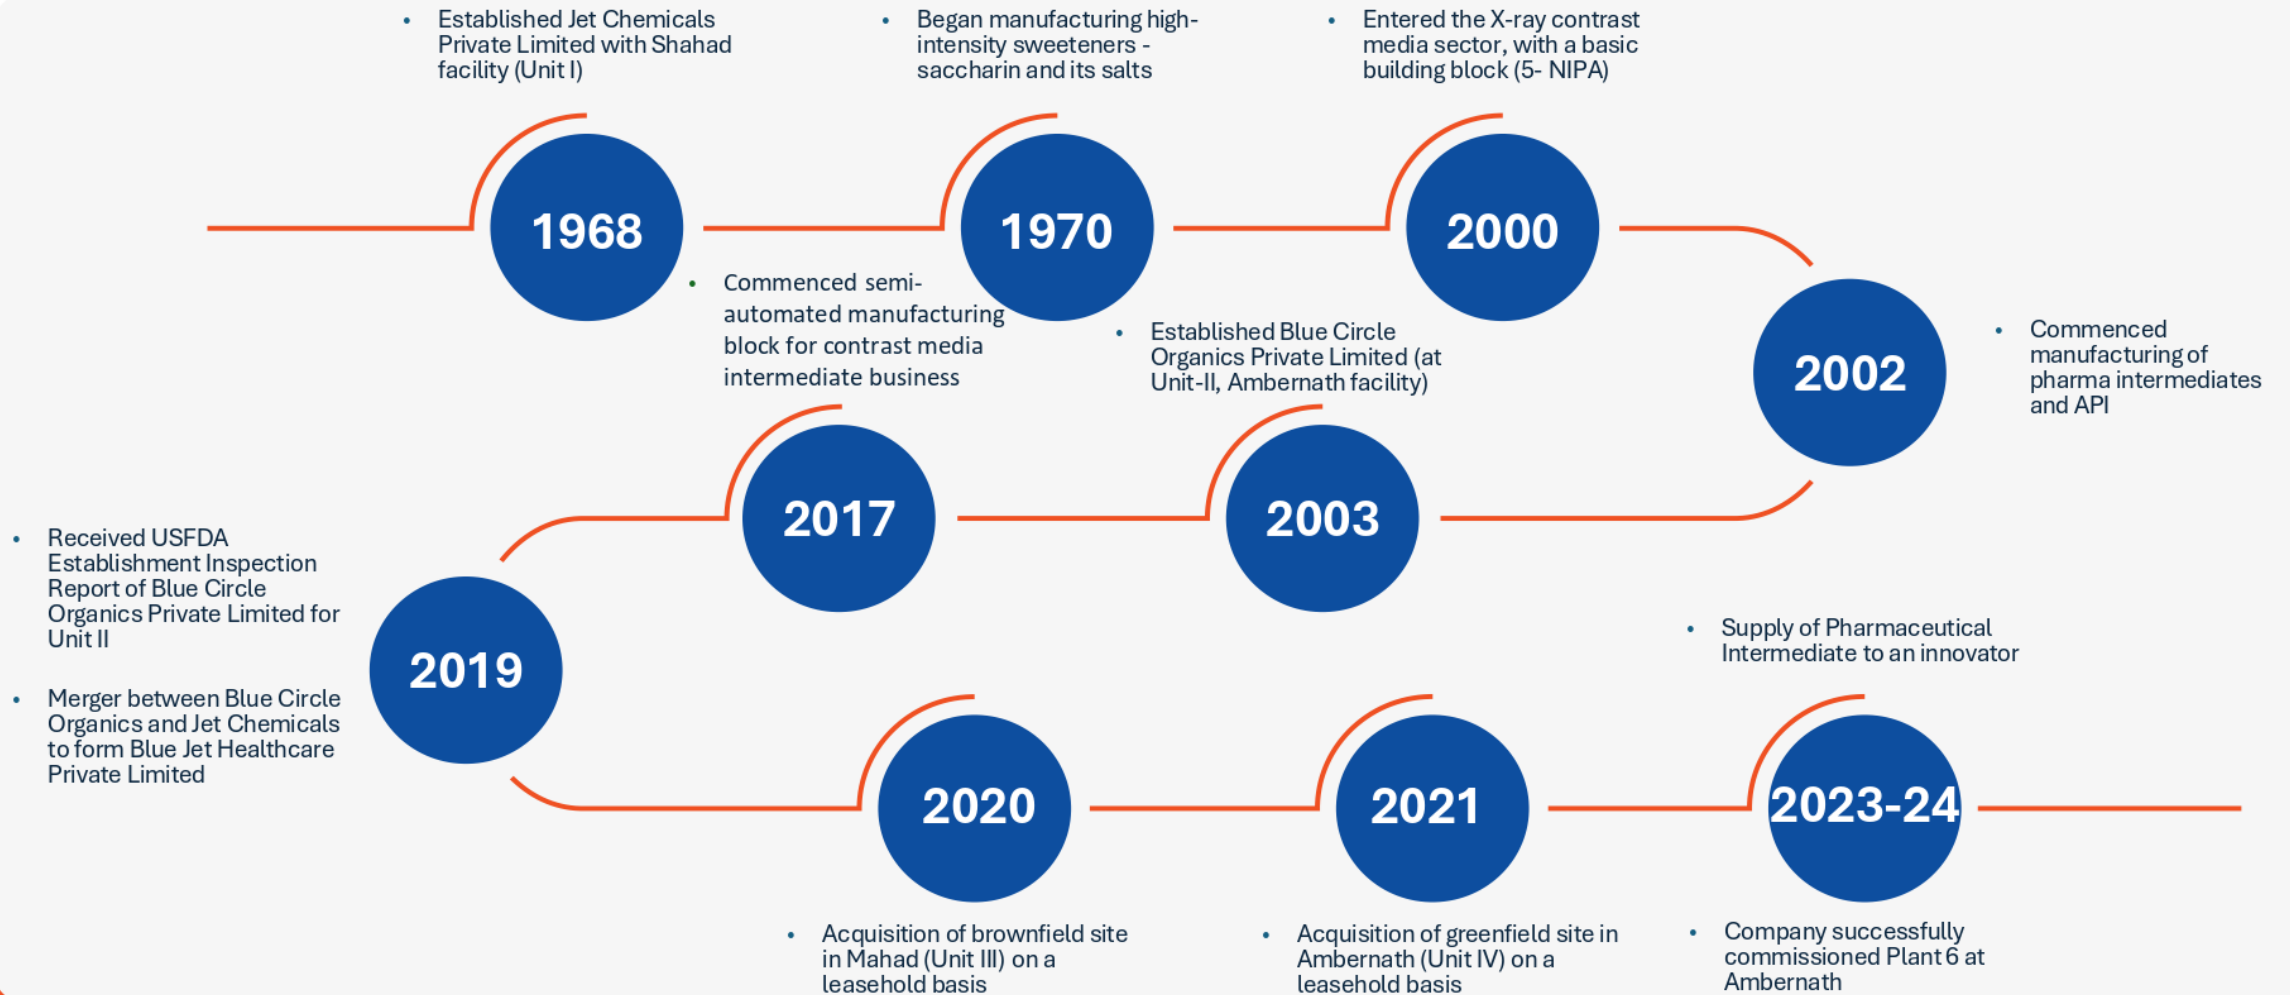 • Established Jet Chemicals
Private Limited with Shahad
facility (Unit I)
1968
• Began manufacturing high-
intensity sweeteners -
saccharin and its salts
1970
• Entered the X-ray contrast
media sector, with a basic
building block (5- NIPA)
2000
• Commenced
manufacturing of
pharma intermediates
and API
2002
• Established Blue Circle
Organics Private Limited (at
Unit-II, Ambernath facility)
2003
• Commenced semi-
automated manufacturing
block for contrast media
intermediate business
2017
• Received USFDA
Establishment Inspection
Report of Blue Circle
Organics Private Limited for
Unit II
• Merger between Blue Circle
Organics and Jet Chemicals
to form Blue Jet Healthcare
Private Limited
2019
2020
• Acquisition of brownfield site
in Mahad (Unit III) on a
leasehold basis
2021
• Acquisition of greenfield site in
Ambernath (Unit IV) on a
leasehold basis
• Supply of Pharmaceutical
Intermediate to an innovator
2023-24
• Company successfully
commissioned Plant 6 at
Ambernath